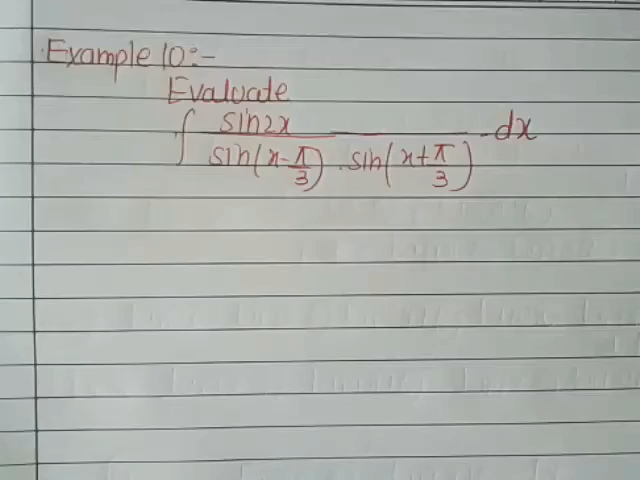 Example 10:-
Evaluate
∫ sin2x / sin(x-π/3) . sin(x+π/3) dx